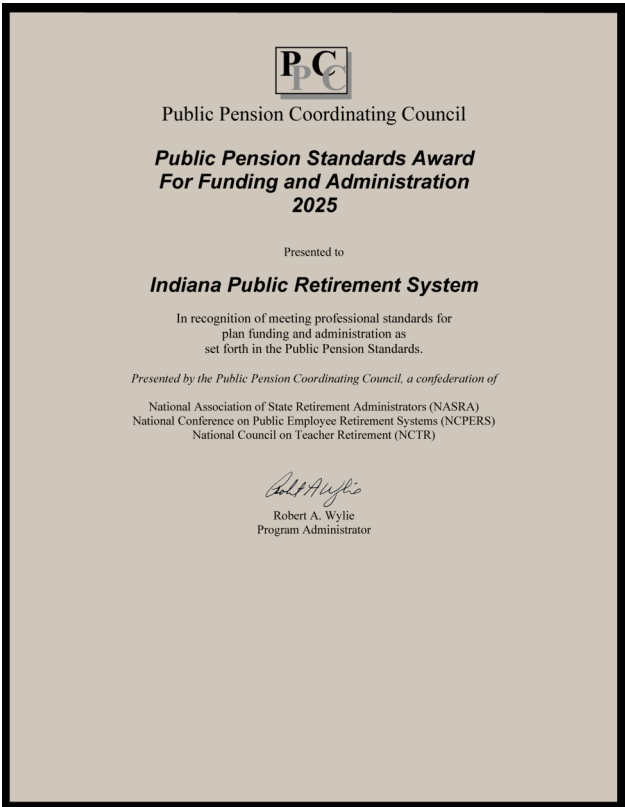 P P C C
Public Pension Coordinating Council
Public Pension Standards Award
For Funding and Administration
2025
Presented to
Indiana Public Retirement System
In recognition of meeting professional standards for
plan funding and administration as
set forth in the Public Pension Standards.
Presented by the Public Pension Coordinating Council, a confederation of
National Association of State Retirement Administrators (NASRA)
National Conference on Public Employee Retirement Systems (NCPERS)
National Council on Teacher Retirement (NCTR)
Robert A Wylie
Robert A. Wylie
Program Administrator